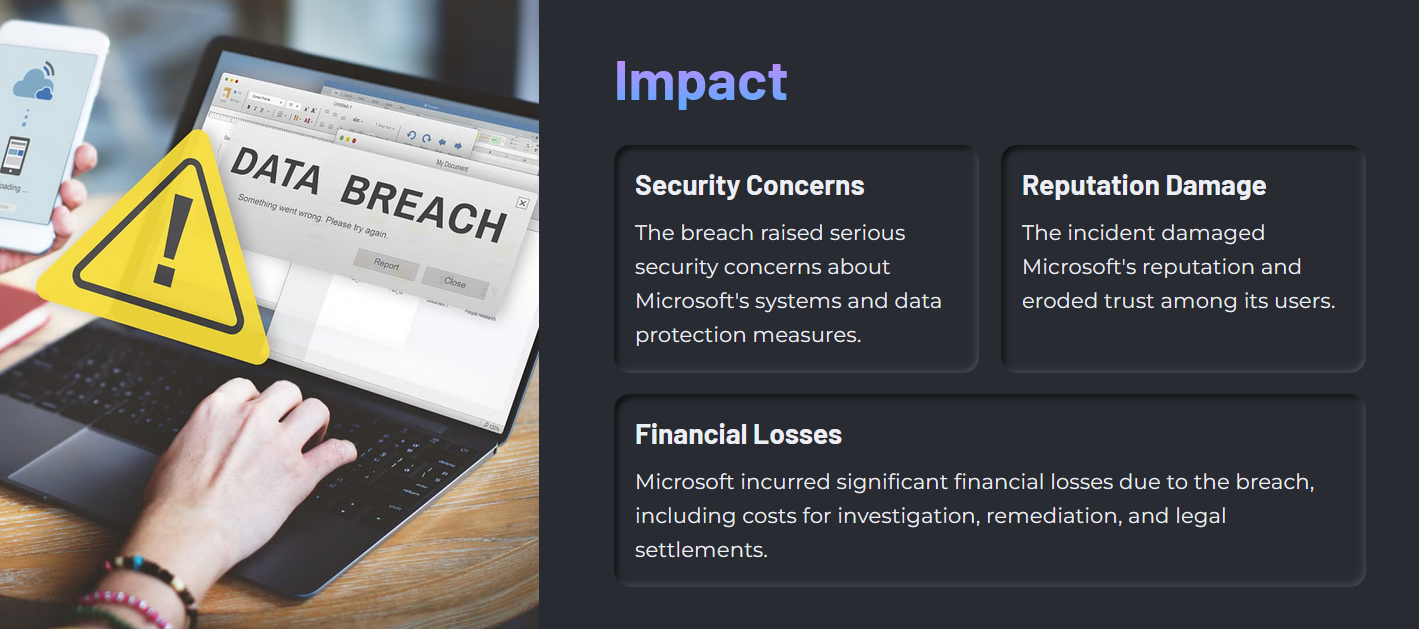 Impact
Security Concerns
The breach raised serious
security concerns about
Microsoft's systems and data
protection measures.
Reputation Damage
The incident damaged
Microsoft's reputation and
eroded trust among its users.
Financial Losses
Microsoft incurred significant financial losses due to the breach,
including costs for investigation, remediation, and legal
settlements.
My Document
DATA BREACH
Something went wrong. Please try again.
Report
Close
Untitled-1